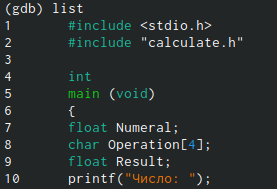 (gdb) list
1 #include <stdio.h>
2 #include "calculate.h"
3
4 int
5 main (void)
6 {
7 float Numeral;
8 char Operation[4];
9 float Result;
10 printf("Число: ");